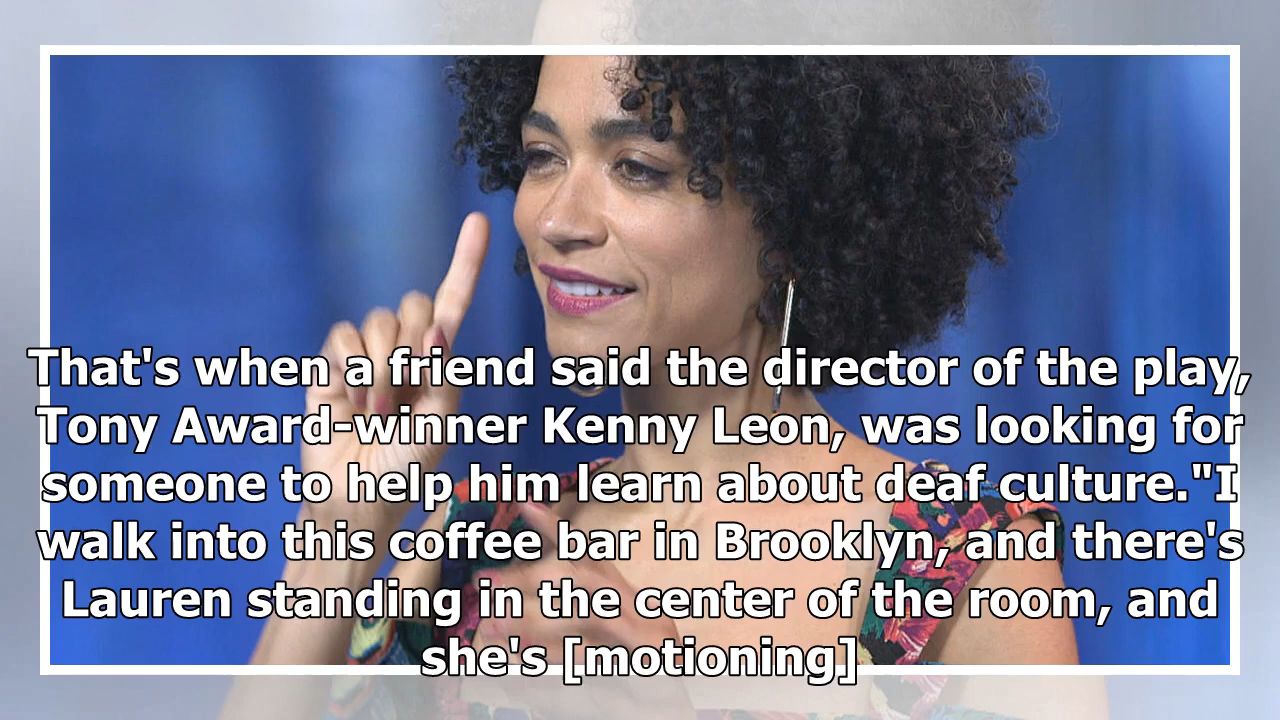 That's when a friend said the director of the play,
Tony Award-winner Kenny Leon, was looking for
someone to help him learn about deaf culture."I
walk into this coffee bar in Brooklyn, and there's
Lauren standing in the center of the room, and
she's [motioning]